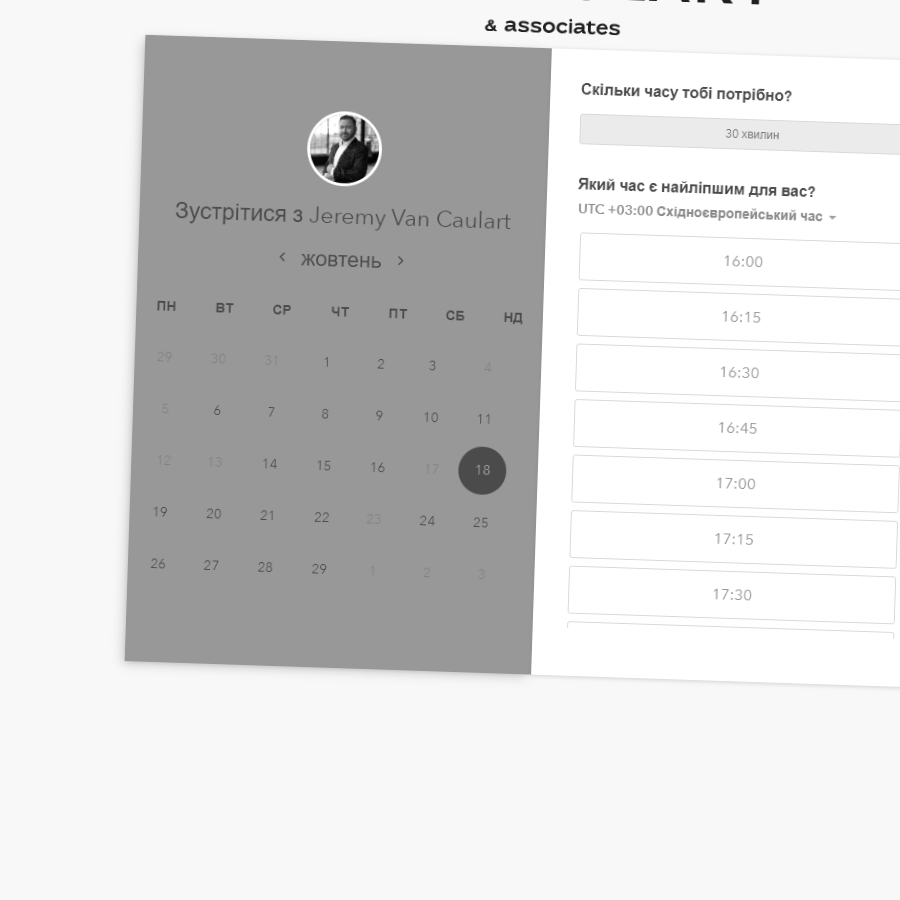 & associates
Зустрітися з Jeremy Van Caulart
жовтень
ПН ВТ СР ЧТ ПТ СБ НД
29 30 31 1 2 3 4
5 6 7 8 9 10 11
12 13 14 15 16 17 18
19 20 21 22 23 24 25
26 27 28 29 1 2 3
Скільки часу тобі потрібно?
30 хвилин
Який час є найліпшим для вас?
UTC +03:00 Східноєвропейський час
16:00
16:15
16:30
16:45
17:00
17:15
17:30